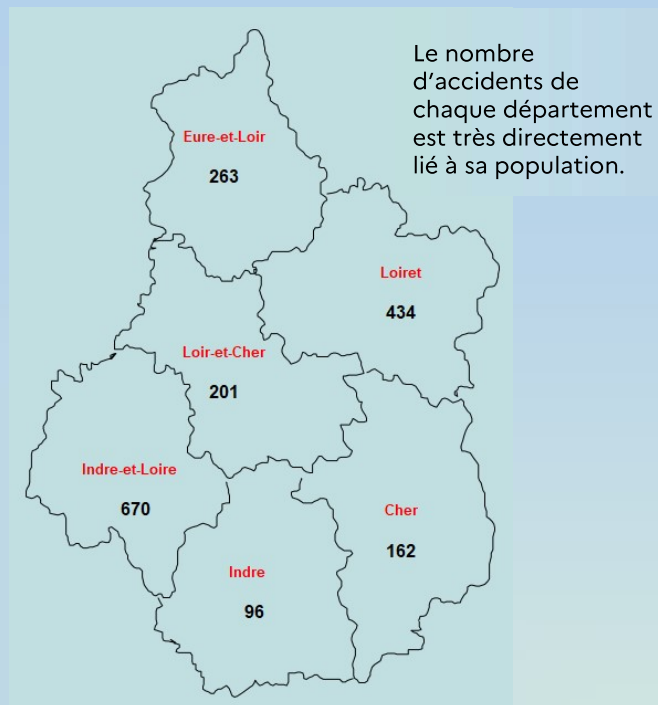 Le nombre
d’accidents de
chaque département
est très directement
lié à sa population.
Eure-et-Loir
263
Loiret
434
Loir-et-Cher
201
Indre-et-Loire
670
Cher
162
Indre
96